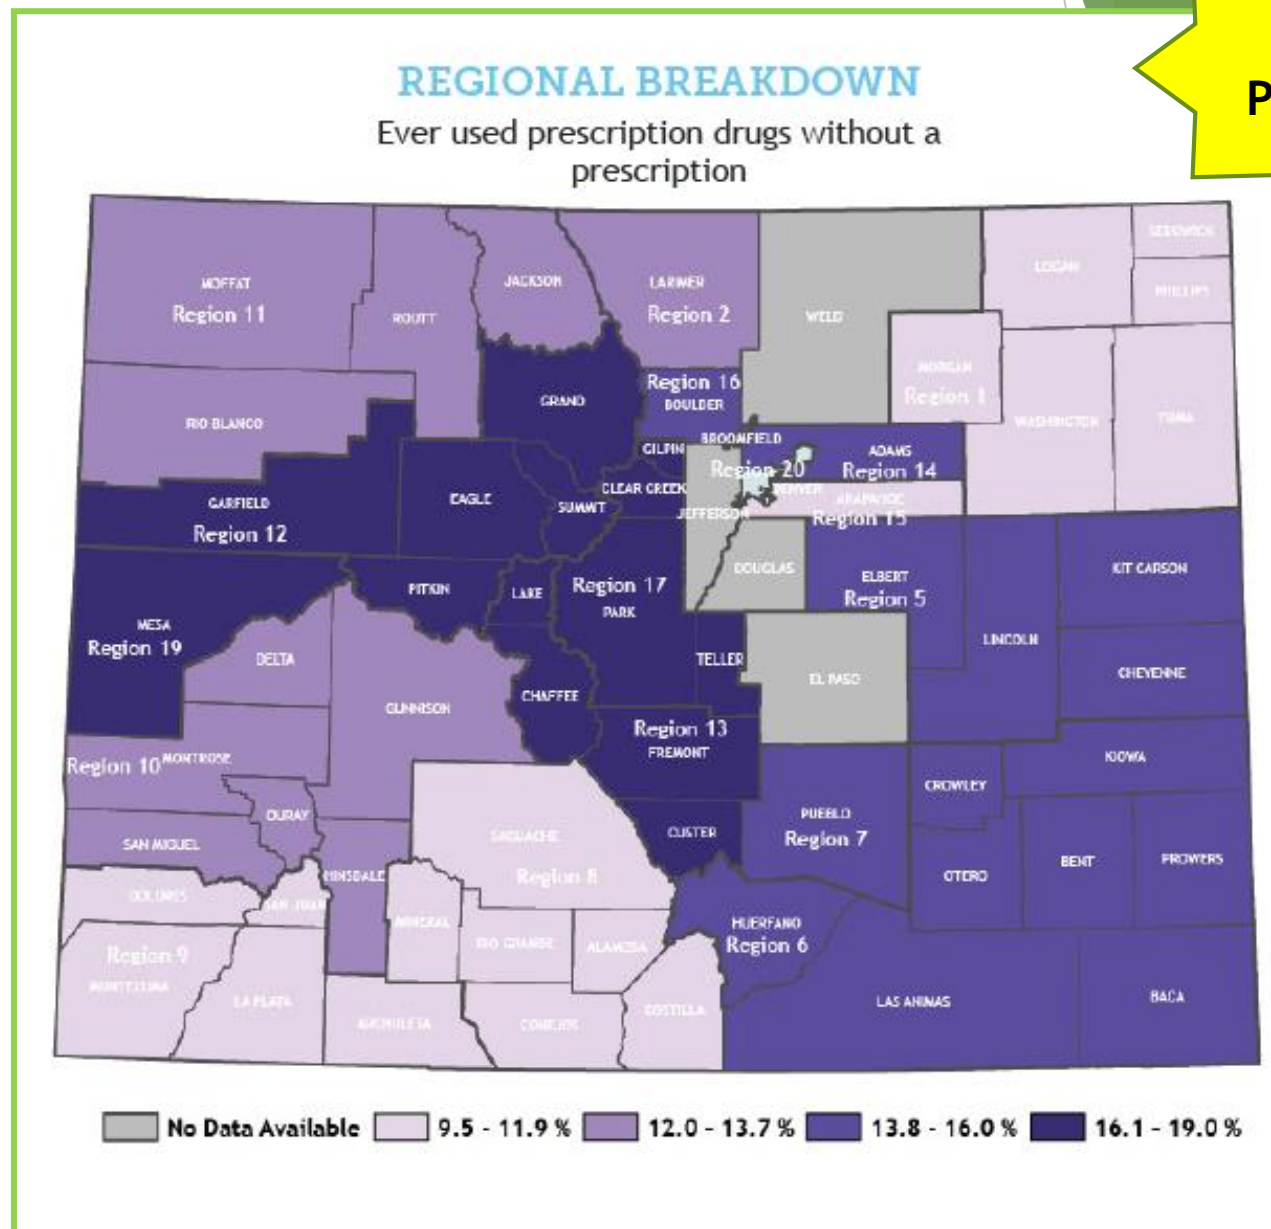 P
REGIONAL BREAKDOWN
Ever used prescription drugs without a
prescription
SEDGWICK
LOGAN
PHILLIPS
MOFFAT
Region 11
ROUTT
JACKSON
LARIMER
Region 2
WELD
MORGAN
Region 1
WASHINGTON
YUMA
RIO BLANCO
GRAND
Region 16
BOULDER
GILPIN
BROOMFIELD
Region 20
ADAMS
Region 14
GARFIELD
Region 12
EAGLE
SUMMIT
CLEAR CREEK
JEFFERSON
DENVER
ARAPAHOE
Region 15
MESA
Region 19
PITKIN
LAKE
Region 17
PARK
DOUGLAS
ELBERT
Region 5
KIT CARSON
LINCOLN
DELTA
GUNNISON
CHAFFEE
TELLER
EL PASO
CHEYENNE
Region 10
MONTROSE
Region 13
FREMONT
KIOWA
CROWLEY
OURAY
SAN MIGUEL
SAGUACHE
Region 8
CUSTER
PUEBLO
Region 7
OTERO
BENT
PROWERS
DOLORES
SAN JUAN
HINSDALE
MINERAL
RIO GRANDE
ALAMOSA
HUERFANO
Region 6
Region 9
MONTEZUMA
LA PLATA
ARCHULETA
CONEJOS
COSTILLA
LAS ANIMAS
BACA
No Data Available 9.5 - 11.9 % 12.0 - 13.7 % 13.8 - 16.0 % 16.1 - 19.0 %